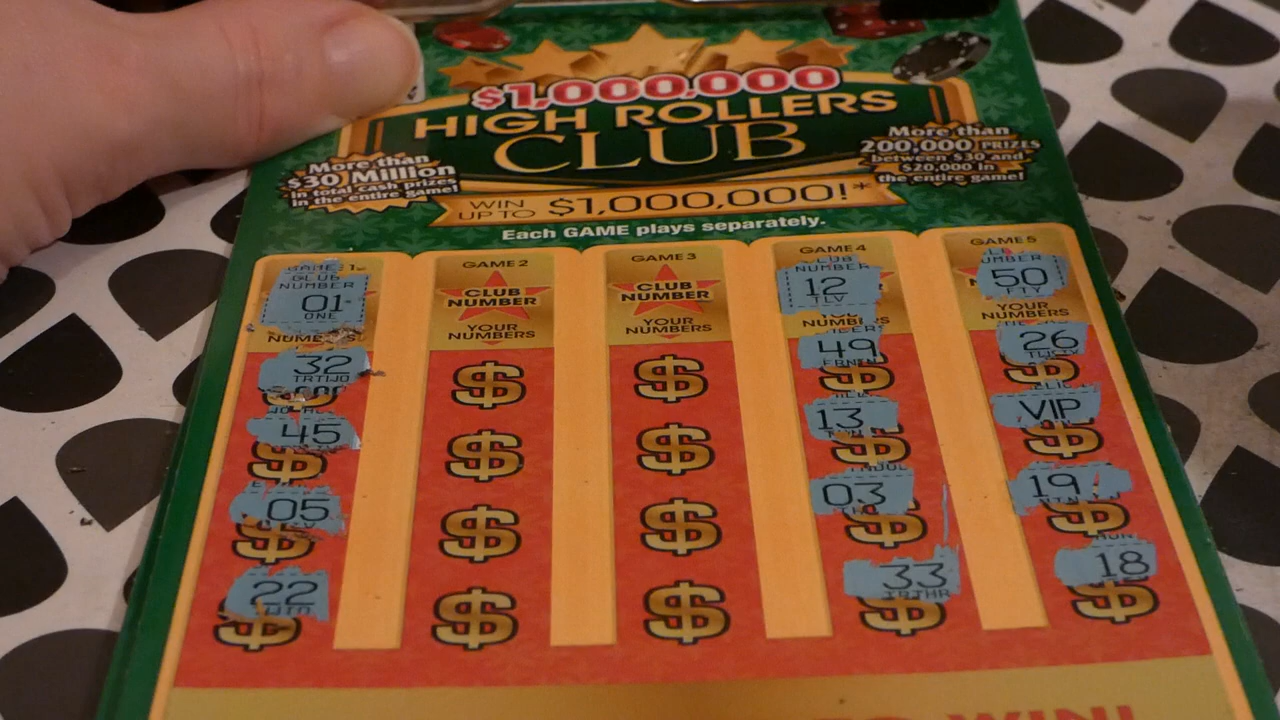 $1,000,000
HIGH ROLLERS
CLUB
More than
$30 Million
in total cash prizes
in the entire game!
More than
200,000 PRIZES
between $30 and
$20,000 in
the entire game!
WIN
UP TO $1,000,000!*
Each GAME plays separately.
GAME 1
CLUB
NUMBER
01
ONE
32
45
05
22
GAME 2
CLUB
NUMBER
YOUR
NUMBERS
$
$
$
$
GAME 3
CLUB
NUMBER
YOUR
NUMBERS
$
$
$
$
GAME 4
NUMBER
12
TLV
49
$
13
$
03
$
33
$
GAME 5
50
FTY
YOUR
NUMBERS
26
$
VIP
$
19
$
18
$